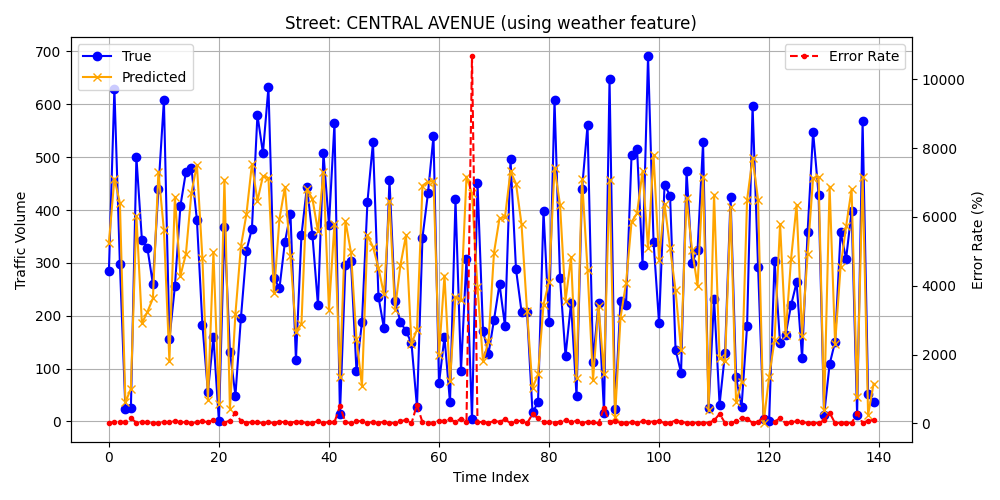 Street: CENTRAL AVENUE (using weather feature)
True
Predicted
Error Rate
700
600
500
400
300
200
100
0
Traffic Volume
10000
8000
6000
4000
2000
0
Error Rate (%)
0 20 40 60 80 100 120 140
Time Index